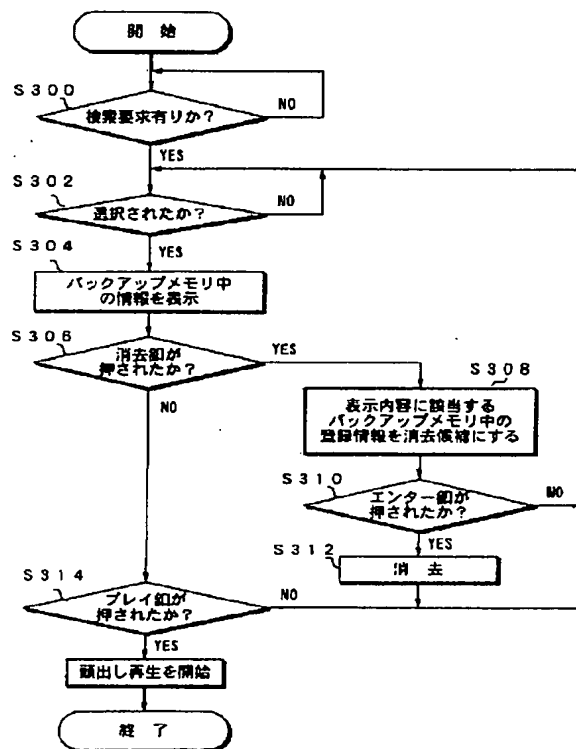 開 始
S300
検索要求有りか?
NO
YES
S302
選択されたか?
NO
YES
S304
バックアップメモリ中
の情報を表示
S306
消去釦が
押されたか?
YES
NO
S308
表示内容に該当する
バックアップメモリ中の
登録情報を消去候補にする
S310
エンター釦が
押されたか?
NO
YES
S312
消 去
S314
プレイ釦が
押されたか?
NO
YES
頭出し再生を開始
終 了